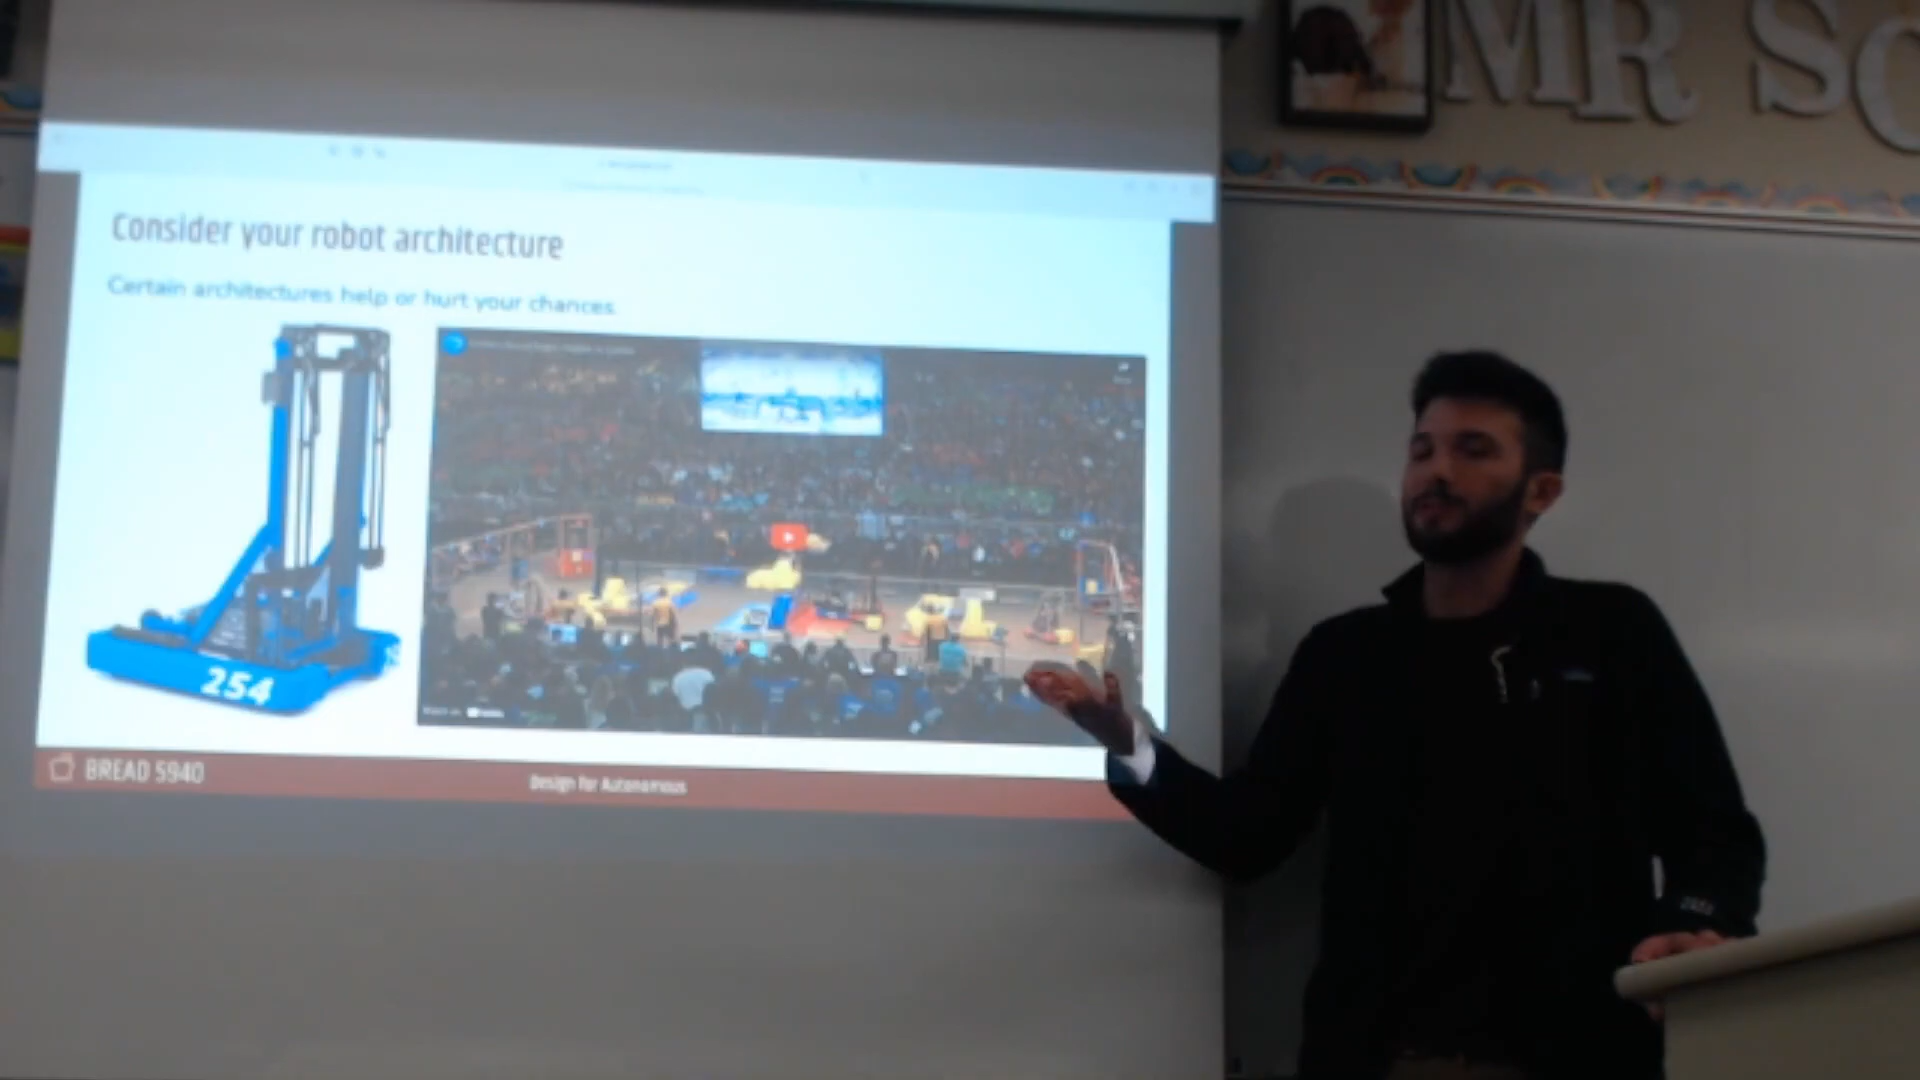 MR SC
Consider your robot architecture
Certain architectures help or hurt your chances.
254
BREAD 5940
Design for Autonomous